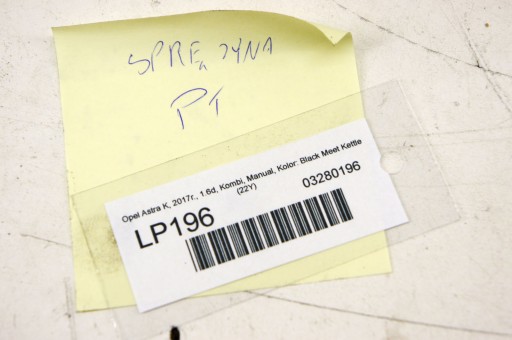 SPRĘŻYNA
PT
Opel Astra K, 2017r., 1.6d, Kombi, Manual, Kolor: Black Meet Kettle
(22Y)
LP196
03280196